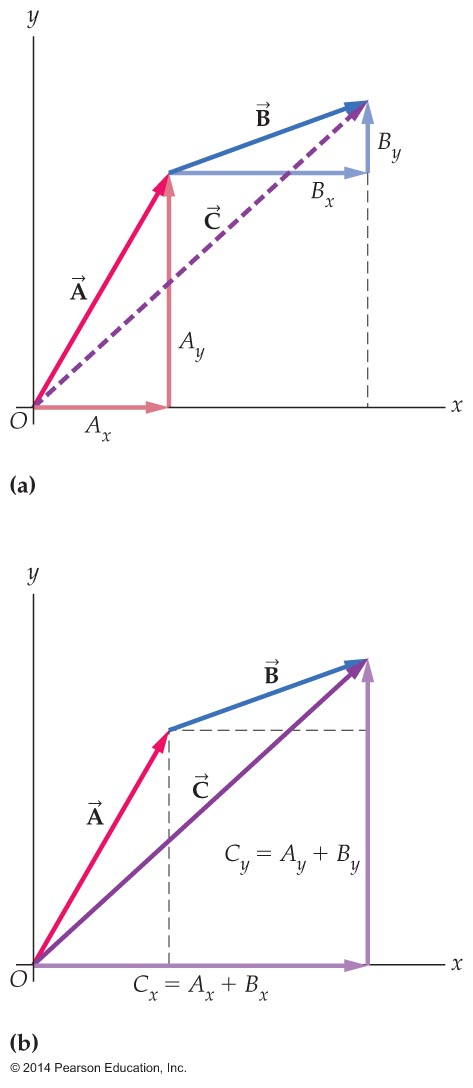 y
B⃗
B_y
B_x
C⃗
A⃗
A_y
O
A_x
x
(a)
y
B⃗
C⃗
A⃗
C_y = A_y + B_y
O
x
C_x = A_x + B_x
(b)
© 2014 Pearson Education, Inc.